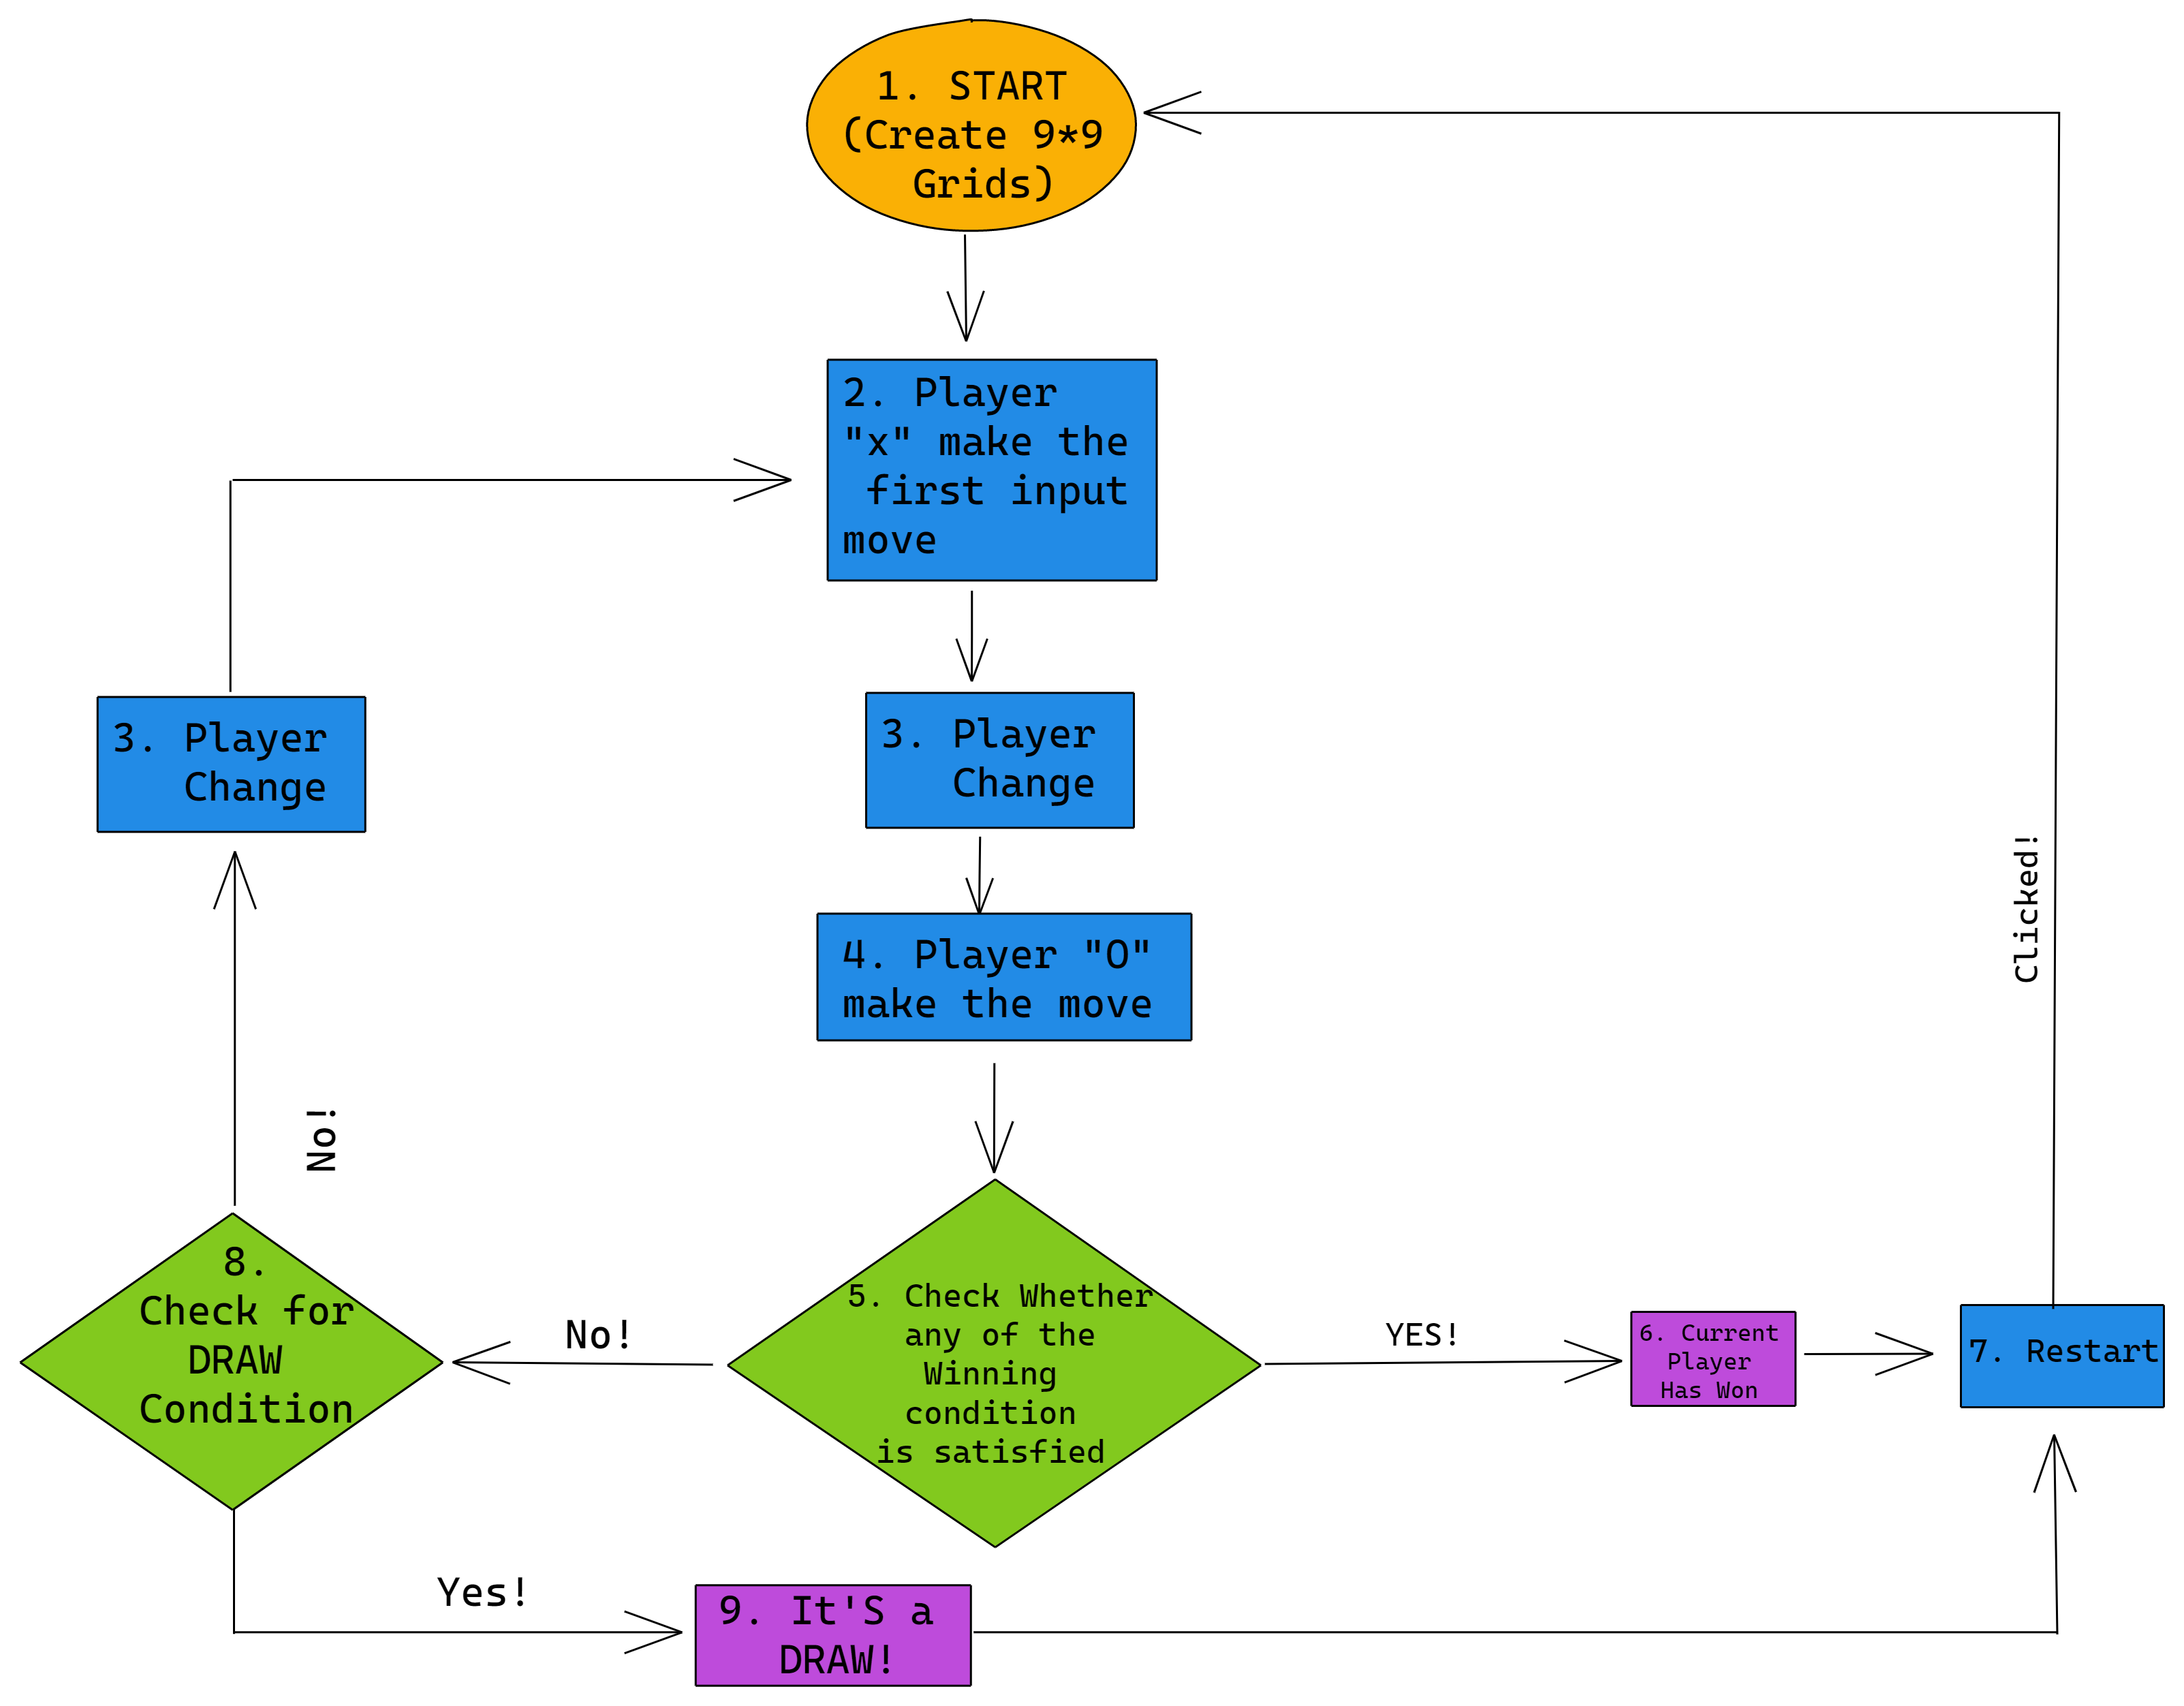 1. START
(Create 9*9
Grids)
2. Player
"x" make the
first input
move
3. Player
Change
3. Player
Change
4. Player "O"
make the move
Clicked!
No!
8.
Check for
DRAW
Condition
No!
5. Check Whether
any of the
Winning
condition
is satisfied
YES!
6. Current
Player
Has Won
7. Restart
Yes!
9. It'S a
DRAW!